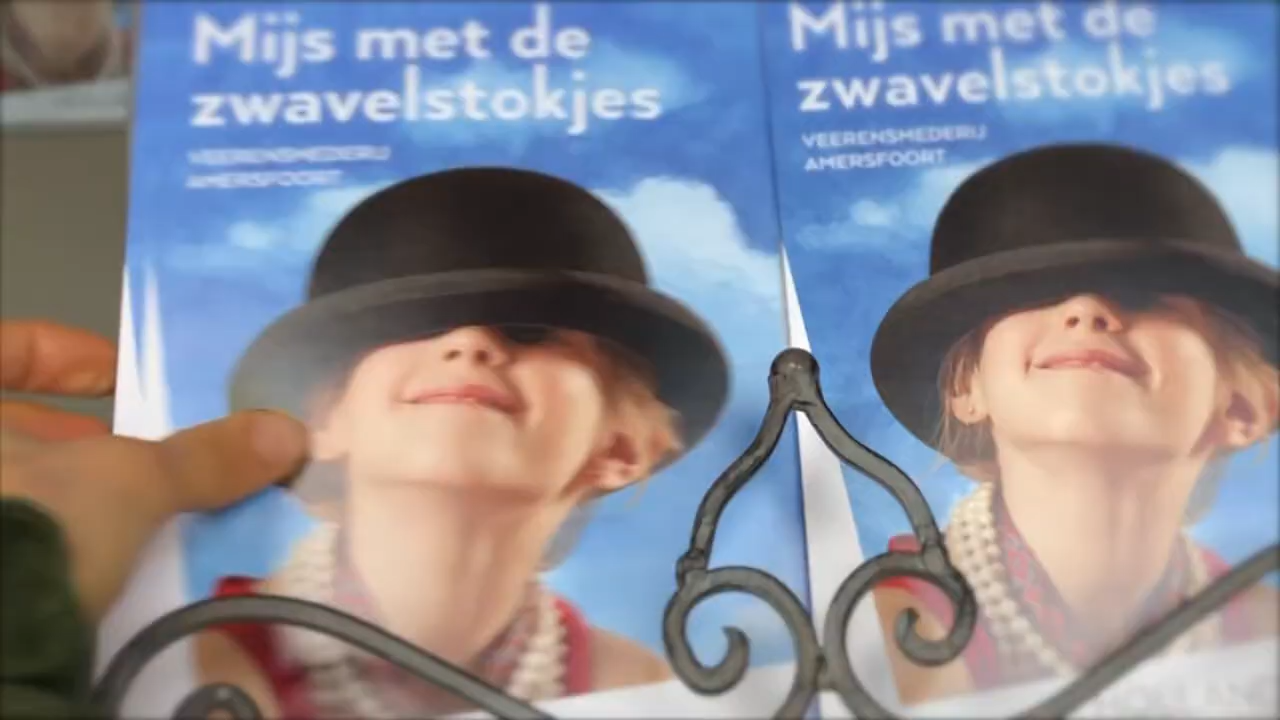 Mijs met de
zwavelstokjes
VEERENSMEDERIJ
AMERSFOORT
Mijs met de
zwavelstokjes
VEERENSMEDERIJ
AMERSFOORT